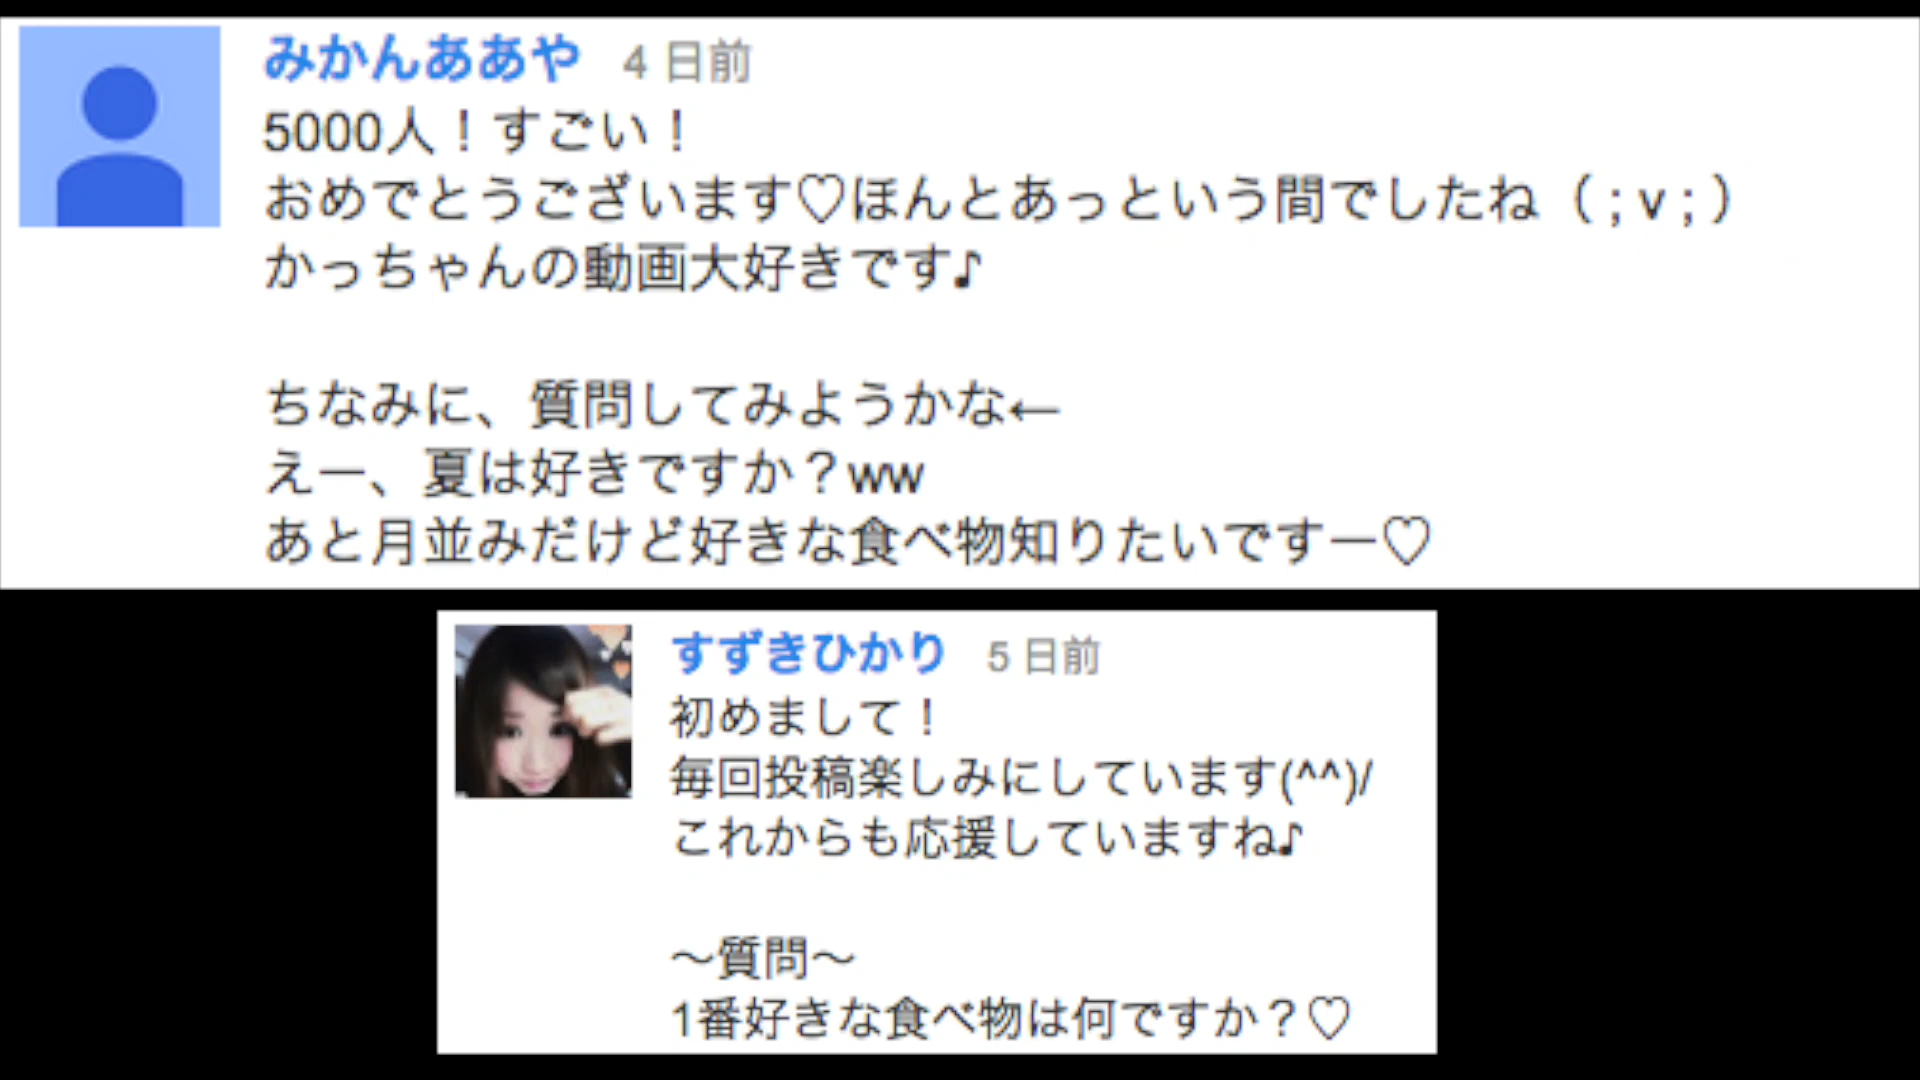 みかんああや 4 日前
5000人！すごい！
おめでとうございます♡ほんとあっという間でしたね（ ; v ; ）
かっちゃんの動画大好きです♪
ちなみに、質問してみようかな←
えー、夏は好きですか？ww
あと月並みだけど好きな食べ物知りたいですー♡
すずきひかり 5 日前
初めまして！
毎回投稿楽しみにしています(^^)/
これからも応援していますね♪
～質問～
1番好きな食べ物は何ですか？♡